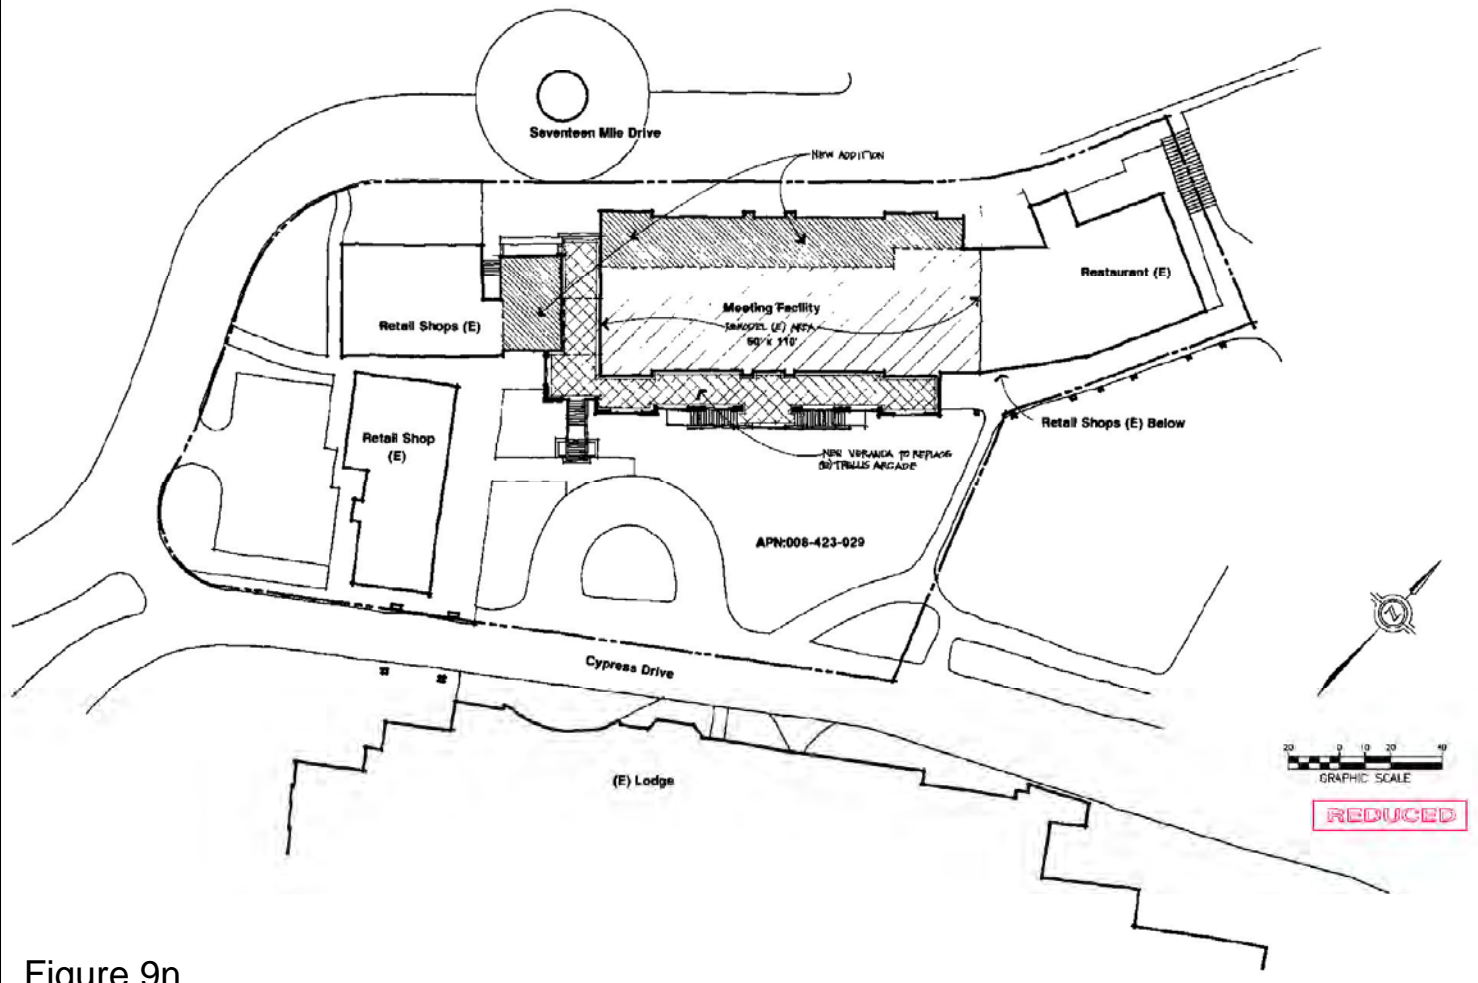 Seventeen Mile Drive
NEW ADDITION
Restaurant (E)
Meeting Facility
REMODEL (E) AREA
50' x 110'
Retail Shops (E)
Retail Shops (E) Below
Retail Shop
(E)
NEW VERANDA TO REPLACE
(E) TRELLIS ARCADE
APN:008-423-029
Cypress Drive
N
20 0 10 20 40
GRAPHIC SCALE
(E) Lodge
REDUCED
Figure 9n